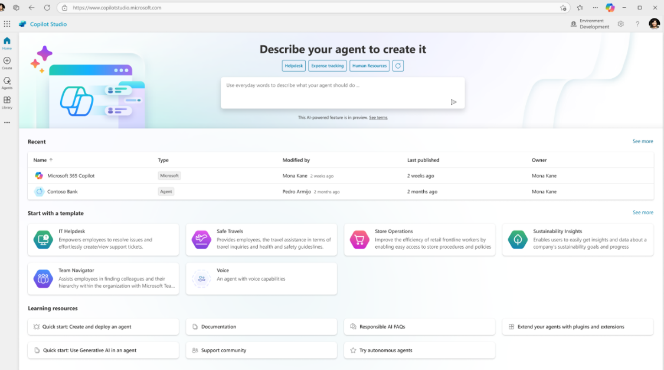 https://www.copilotstudio.microsoft.com
Copilot Studio
Environment
Development
Home
Create
Agents
Library
Describe your agent to create it
Helpdesk
Expense tracking
Human Resources
Use everyday words to describe what your agent should do ...
This AI-powered feature is in preview. See terms
Recent
See more
Name Type Modified by Last published Owner
Microsoft 365 Copilot Microsoft Mona Kane 2 weeks ago 2 weeks ago Mona Kane
Contoso Bank Agent Pedro Armijo 2 months ago 2 months ago Mona Kane
Start with a template
See more
IT Helpdesk
Empowers employees to resolve issues and
effortlessly create/view support tickets.
Safe Travels
Provides employees, the travel assistance in terms of
travel inquiries and health and safety guidelines.
Store Operations
Improve the efficiency of retail frontline workers by
enabling easy access to store procedures and policies
Sustainability Insights
Enables users to easily get insights and data about a
company's sustainability goals and progress
Team Navigator
Assists employees in finding colleagues and their
hierarchy within the organization with Microsoft Tea...
Voice
An agent with voice capabilities
Learning resources
Quick start: Create and deploy an agent
Documentation
Responsible AI FAQs
Extend your agents with plugins and extensions
Quick start: Use Generative AI in an agent
Support community
Try autonomous agents